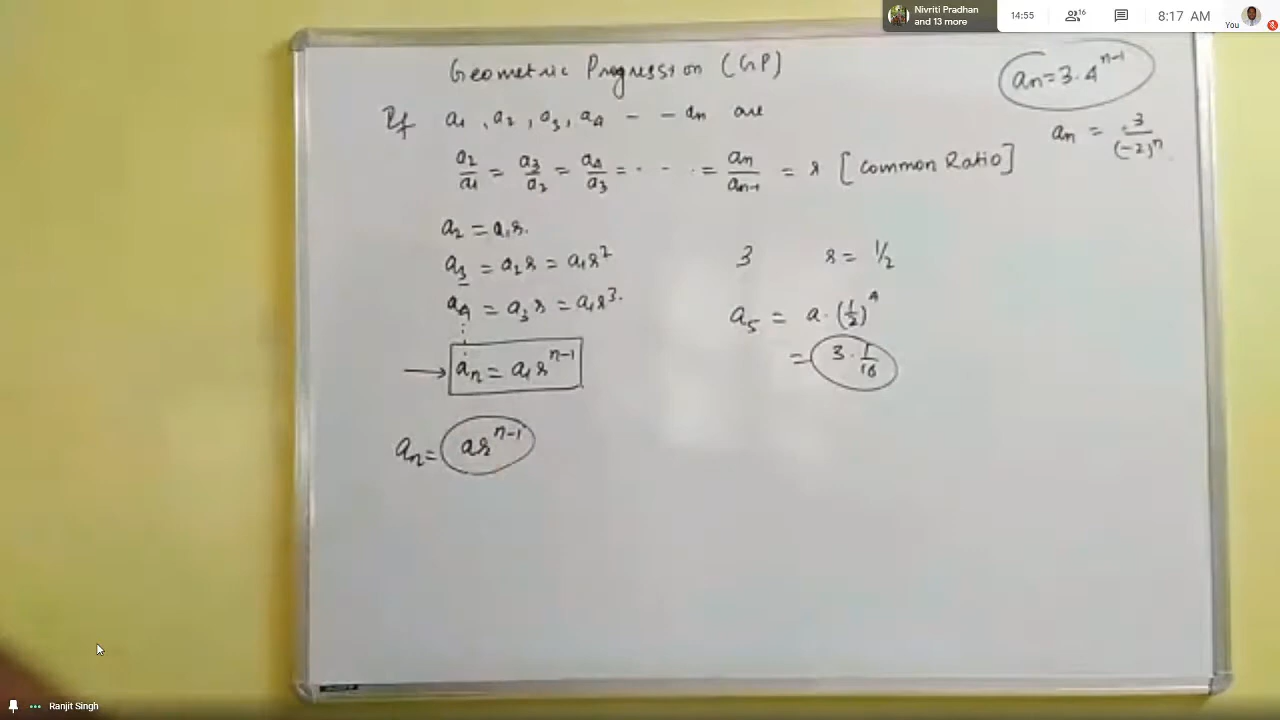 Nivriti Pradhan
and 13 more
14:55
16
8:17 AM
You
Geometric Progression (GP)
If a₁, a₂, a₃, a₄ - - aₙ are
a₂/a₁ = a₃/a₂ = a₄/a₃ = · · · = aₙ/aₙ₋₁ = r [Common Ratio]
a₂ = a₁r.
a₃ = a₂r = a₁r²
a₄ = a₃r = a₁r³.
→ aₙ = a₁rⁿ⁻¹
aₙ = arⁿ⁻¹
3 r = 1/2
a₅ = a·(1/2)⁴
= 3·1/16
aₙ = 3·4ⁿ⁻¹
aₙ = 3/(-2)ⁿ
Ranjit Singh